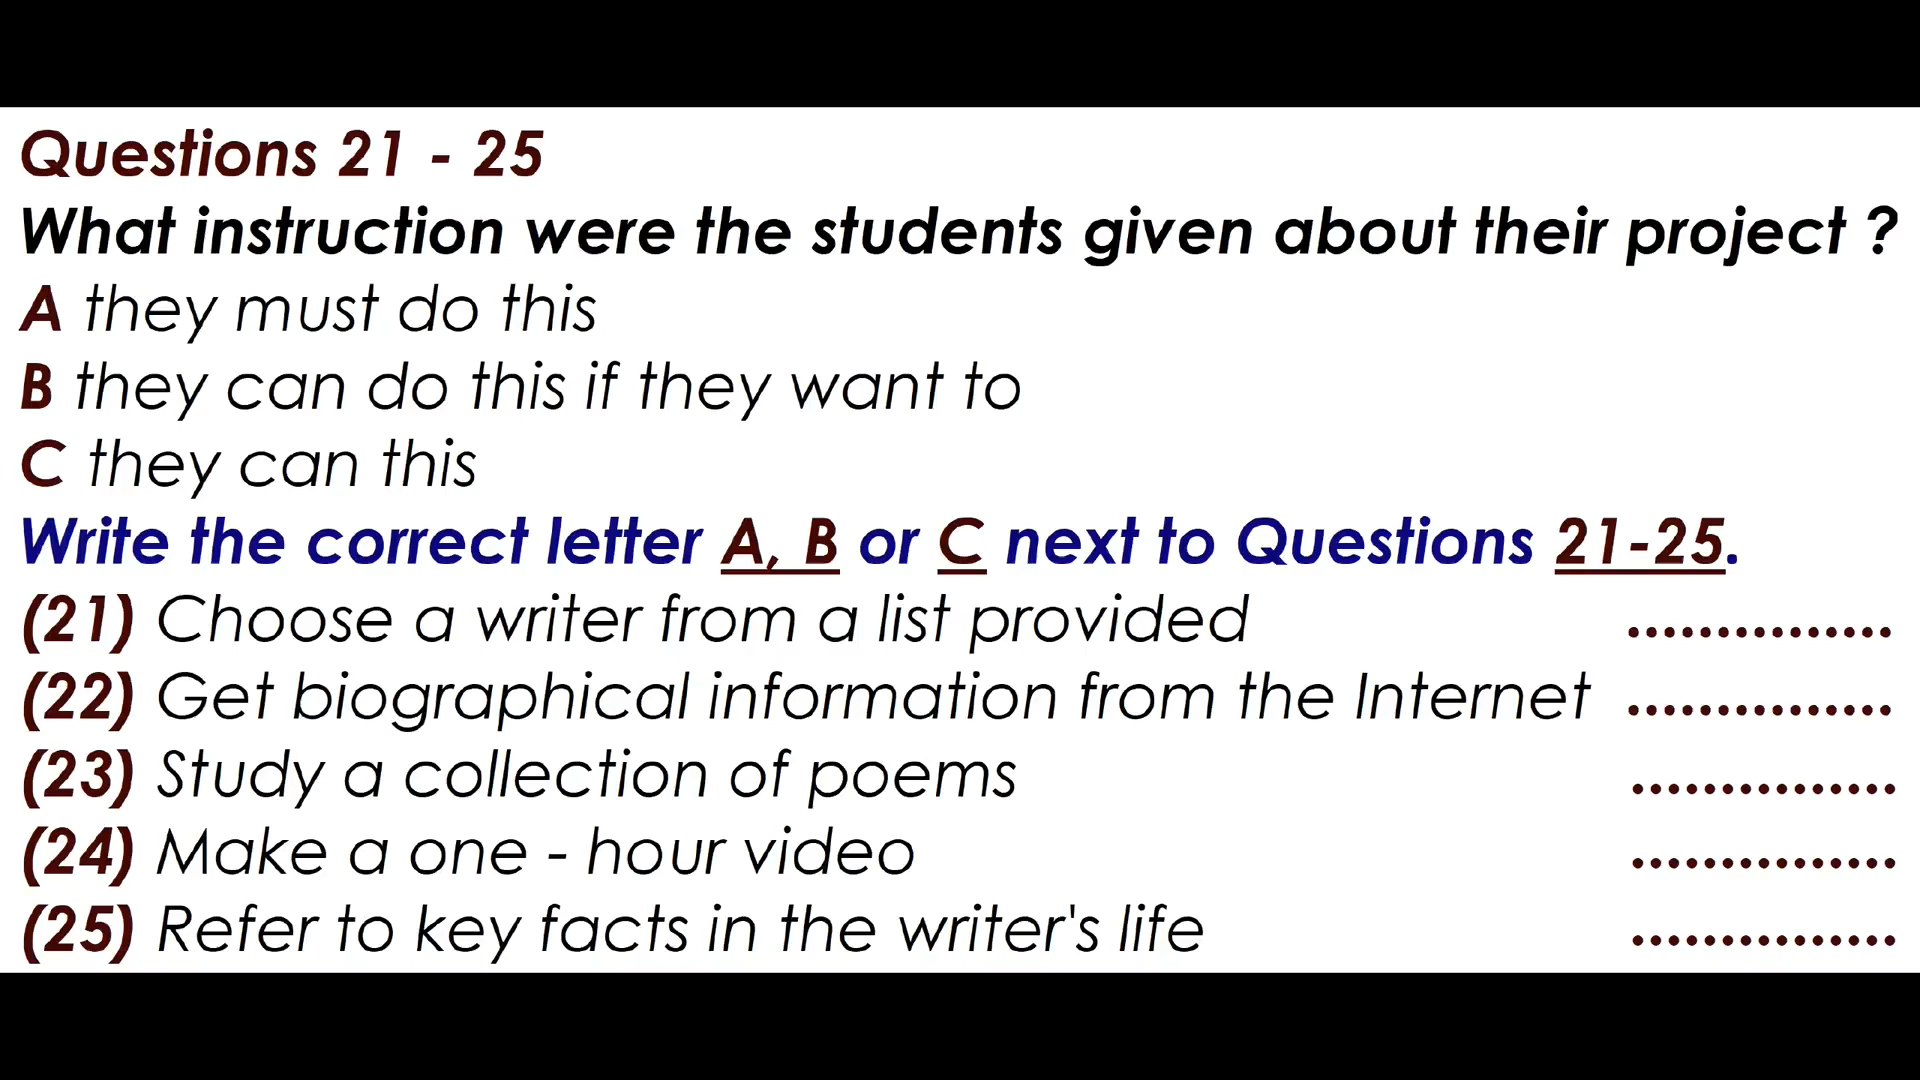 Questions 21 - 25
What instruction were the students given about their project ?
A they must do this
B they can do this if they want to
C they can this
Write the correct letter A, B or C next to Questions 21-25.
(21) Choose a writer from a list provided ...............
(22) Get biographical information from the Internet ...............
(23) Study a collection of poems ...............
(24) Make a one - hour video ...............
(25) Refer to key facts in the writer's life ...............